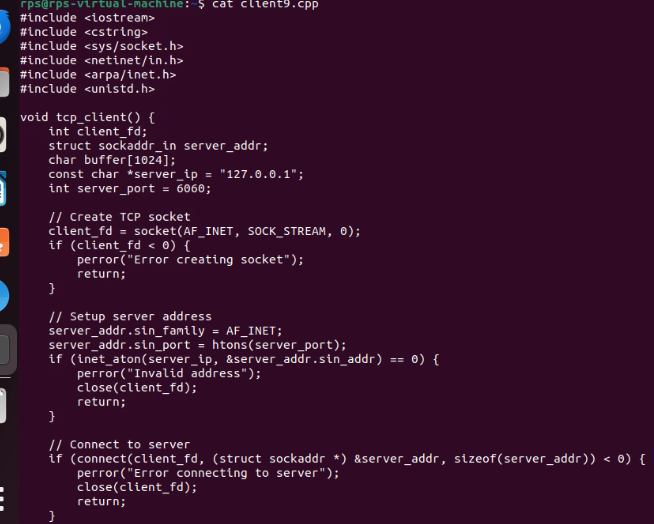 rps@rps-virtual-machine:~$ cat client9.cpp
#include <iostream>
#include <cstring>
#include <sys/socket.h>
#include <netinet/in.h>
#include <arpa/inet.h>
#include <unistd.h>

void tcp_client() {
    int client_fd;
    struct sockaddr_in server_addr;
    char buffer[1024];
    const char *server_ip = "127.0.0.1";
    int server_port = 6060;

    // Create TCP socket
    client_fd = socket(AF_INET, SOCK_STREAM, 0);
    if (client_fd < 0) {
        perror("Error creating socket");
        return;
    }

    // Setup server address
    server_addr.sin_family = AF_INET;
    server_addr.sin_port = htons(server_port);
    if (inet_aton(server_ip, &server_addr.sin_addr) == 0) {
        perror("Invalid address");
        close(client_fd);
        return;
    }

    // Connect to server
    if (connect(client_fd, (struct sockaddr *) &server_addr, sizeof(server_addr)) < 0) {
        perror("Error connecting to server");
        close(client_fd);
        return;
    }